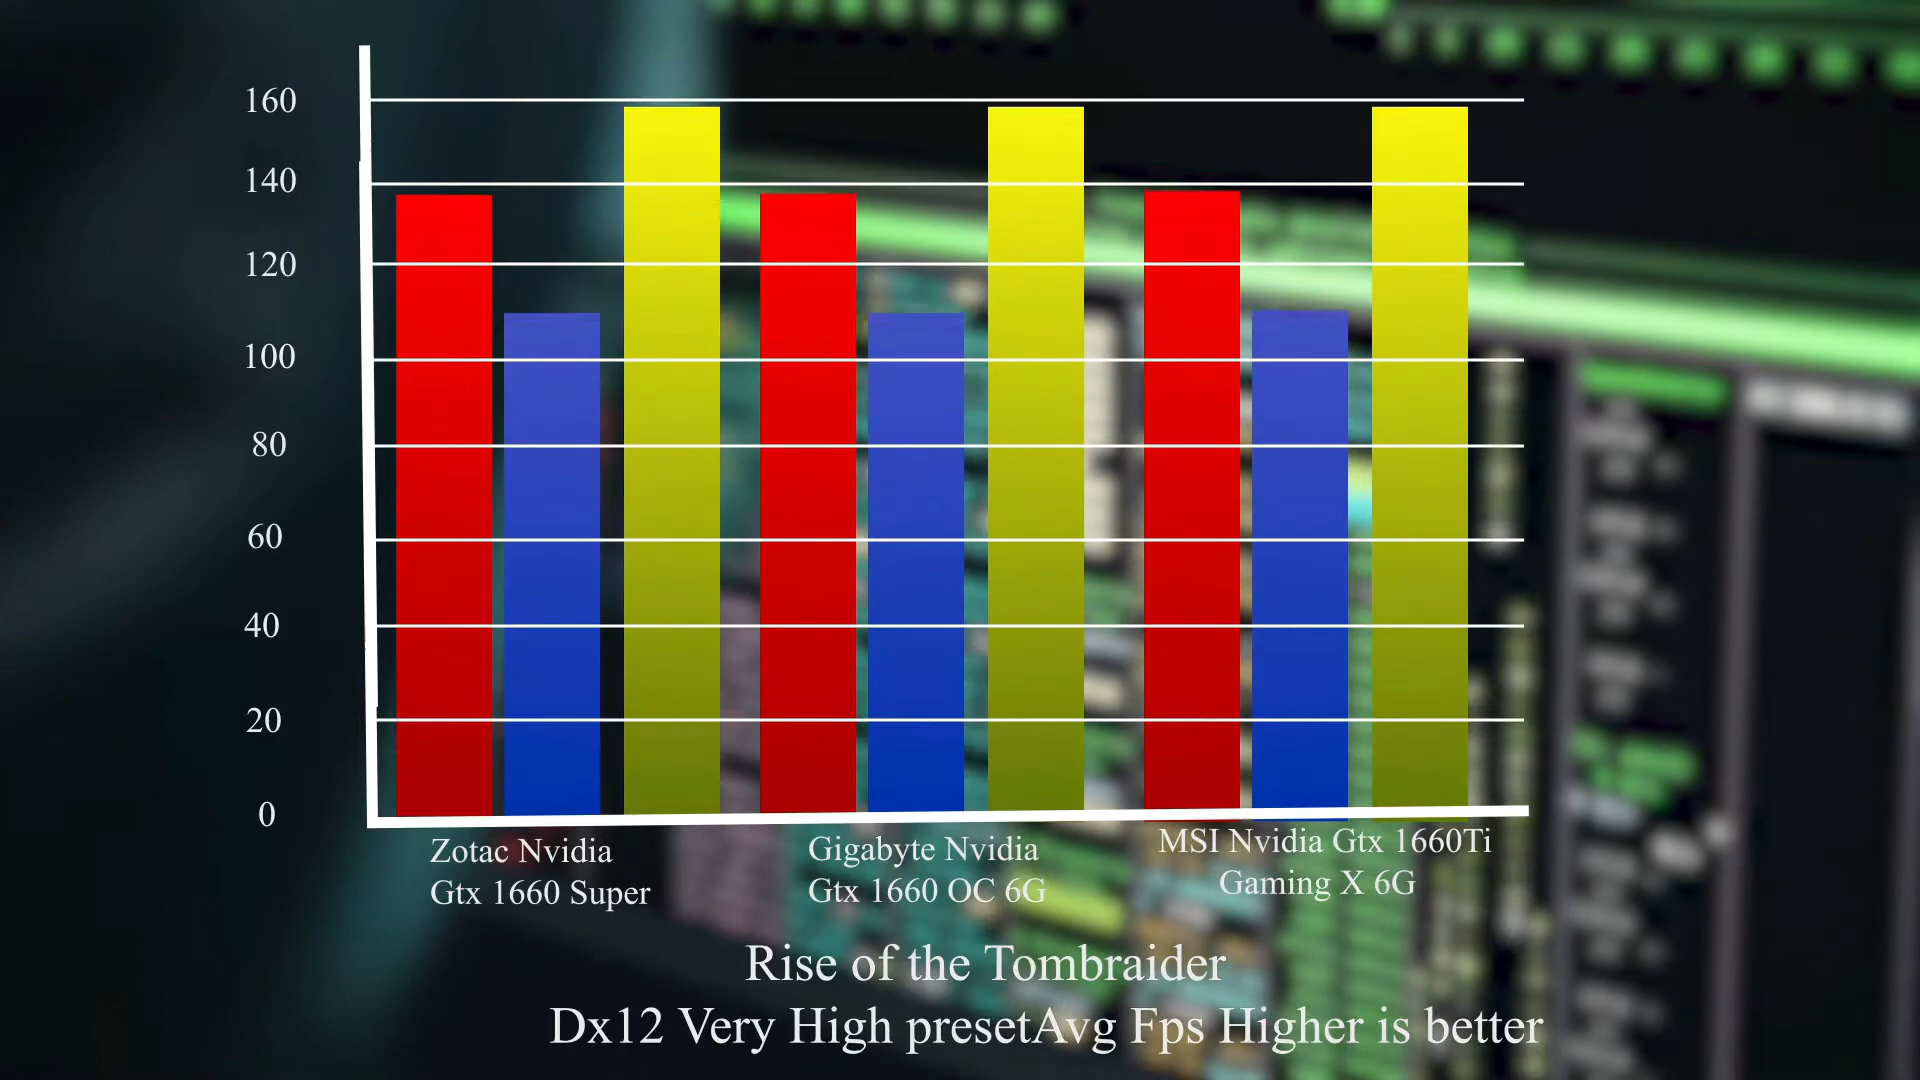 160
140
120
100
80
60
40
20
0
Zotac Nvidia
Gtx 1660 Super
Gigabyte Nvidia
Gtx 1660 OC 6G
MSI Nvidia Gtx 1660Ti
Gaming X 6G
Rise of the Tombraider
Dx12 Very High presetAvg Fps Higher is better